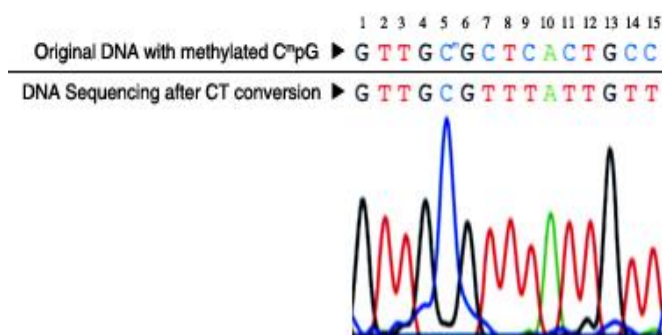 1 2 3 4 5 6 7 8 9 10 11 12 13 14 15
Original DNA with methylated CᵐpG ▶ G T T G Cᵐ G C T C A C T G C C
DNA Sequencing after CT conversion ▶ G T T G C G T T T A T T G T T